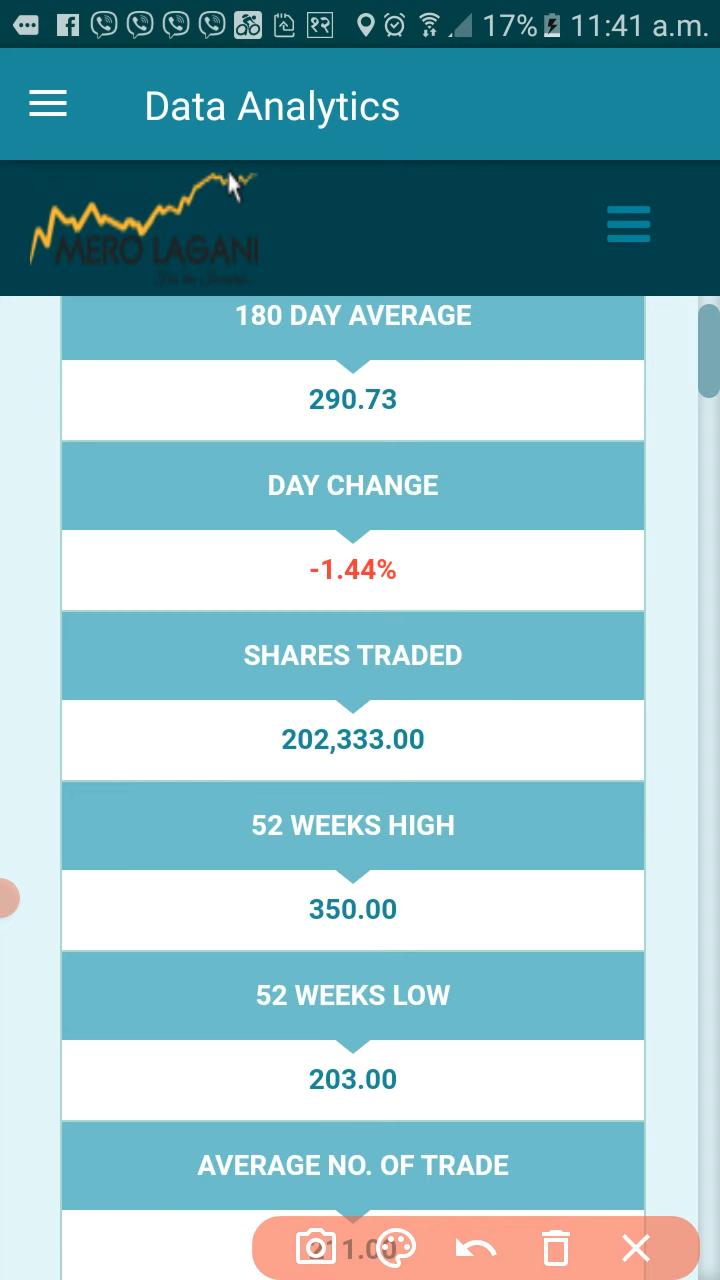 17% 11:41 a.m.
Data Analytics
MERO LAGANI
180 DAY AVERAGE
290.73
DAY CHANGE
-1.44%
SHARES TRADED
202,333.00
52 WEEKS HIGH
350.00
52 WEEKS LOW
203.00
AVERAGE NO. OF TRADE